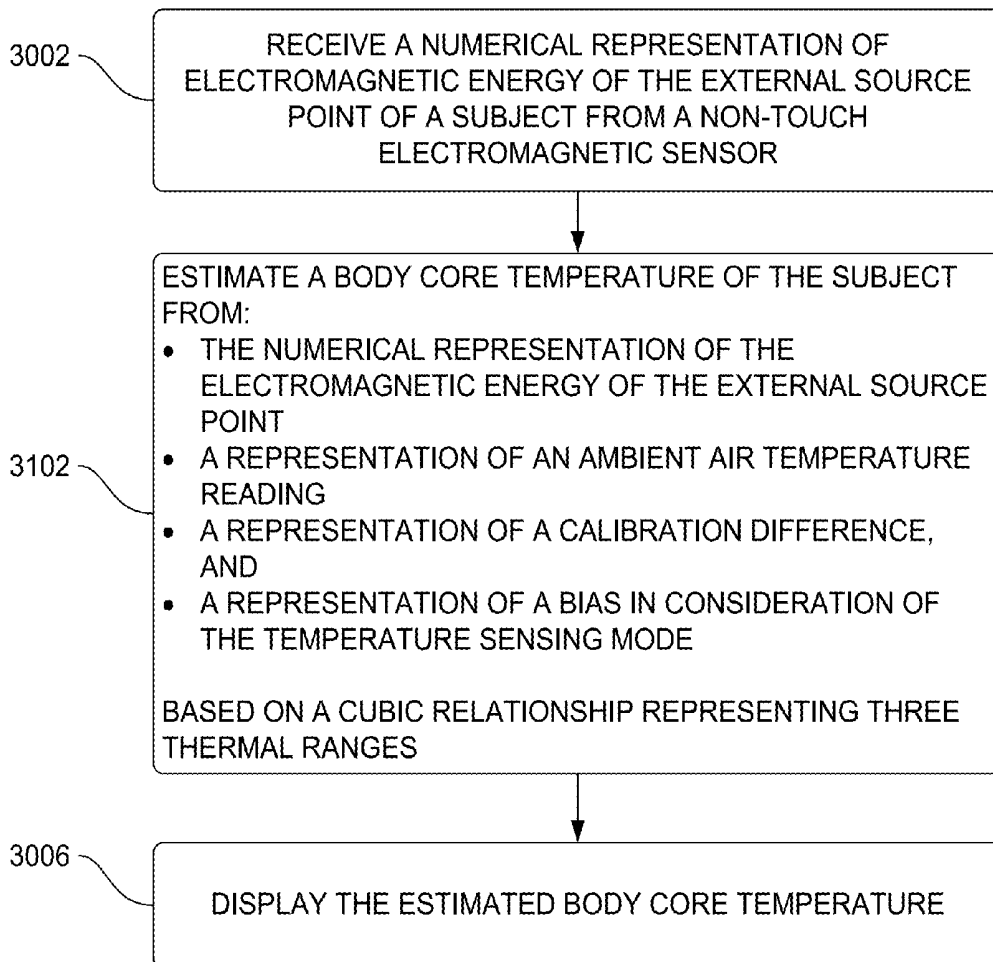 3002
RECEIVE A NUMERICAL REPRESENTATION OF
ELECTROMAGNETIC ENERGY OF THE EXTERNAL SOURCE
POINT OF A SUBJECT FROM A NON-TOUCH
ELECTROMAGNETIC SENSOR
3102
ESTIMATE A BODY CORE TEMPERATURE OF THE SUBJECT
FROM:
• THE NUMERICAL REPRESENTATION OF THE
ELECTROMAGNETIC ENERGY OF THE EXTERNAL SOURCE
POINT
• A REPRESENTATION OF AN AMBIENT AIR TEMPERATURE
READING
• A REPRESENTATION OF A CALIBRATION DIFFERENCE,
AND
• A REPRESENTATION OF A BIAS IN CONSIDERATION OF
THE TEMPERATURE SENSING MODE
BASED ON A CUBIC RELATIONSHIP REPRESENTING THREE
THERMAL RANGES
3006
DISPLAY THE ESTIMATED BODY CORE TEMPERATURE